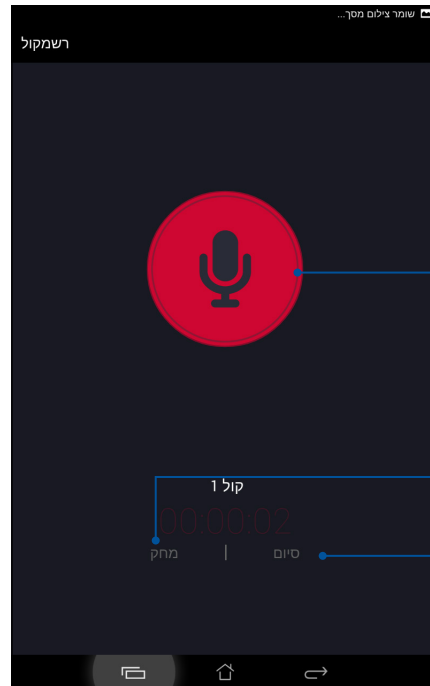 שומר צילום מסך...
רשמקול
קול 1
00:00:02
סיום | מחק